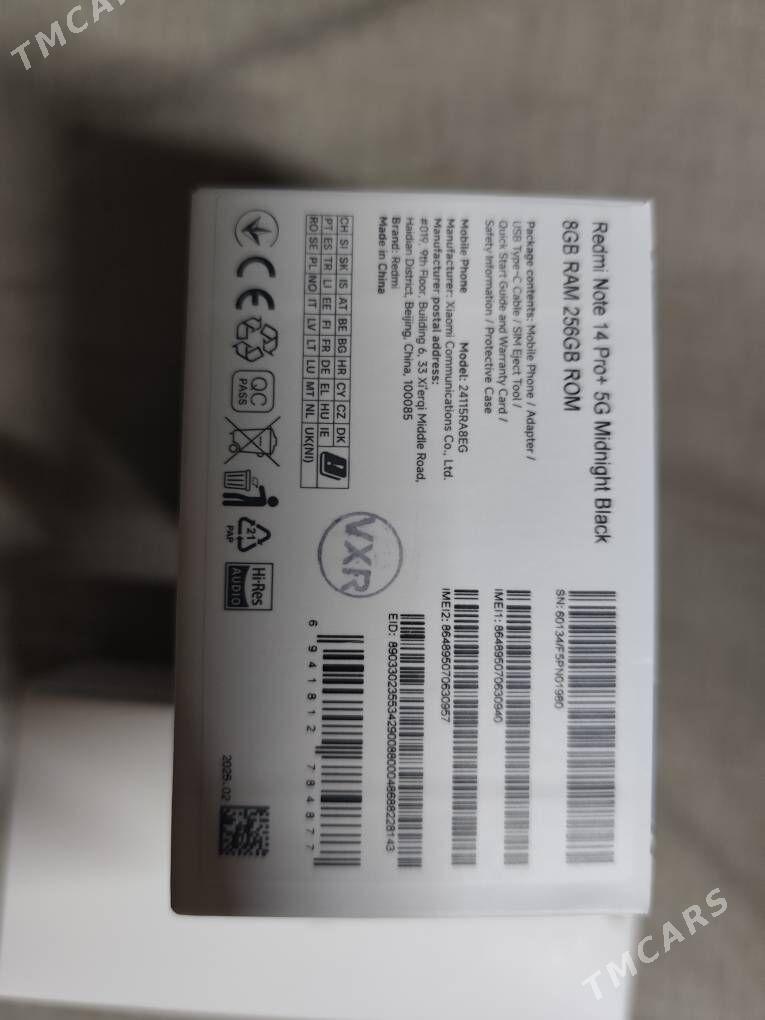 TMCARS
Redmi Note 14 Pro+ 5G Midnight Black
8GB RAM 256GB ROM
Package contents: Mobile Phone / Adapter /
USB Type-C Cable / SIM Eject Tool /
Quick Start Guide and Warranty Card /
Safety Information / Protective Case
Mobile Phone Model: 24115RA8EG
Manufacturer: Xiaomi Communications Co., Ltd.
Manufacturer postal address:
#019, 9th Floor, Building 6, 33 Xi'erqi Middle Road,
Haidian District, Beijing, China, 100085
Brand: Redmi
Made in China
CH SI SK IS AT BE BG HR CY CZ DK
PT ES TR LI EE FI FR DE EL HU IE
RO SE PL NO IT LV LT LU MT NL UK(NI)
CE
QC
PASS
21
PAP
Hi-Res
AUDIO
VXR
SN: 60134/F5PN01980
IMEI1: 864895070630940
IMEI2: 864895070630957
EID: 89033023553429008800048688228143
6 941812 784877
2025.02
TMCARS